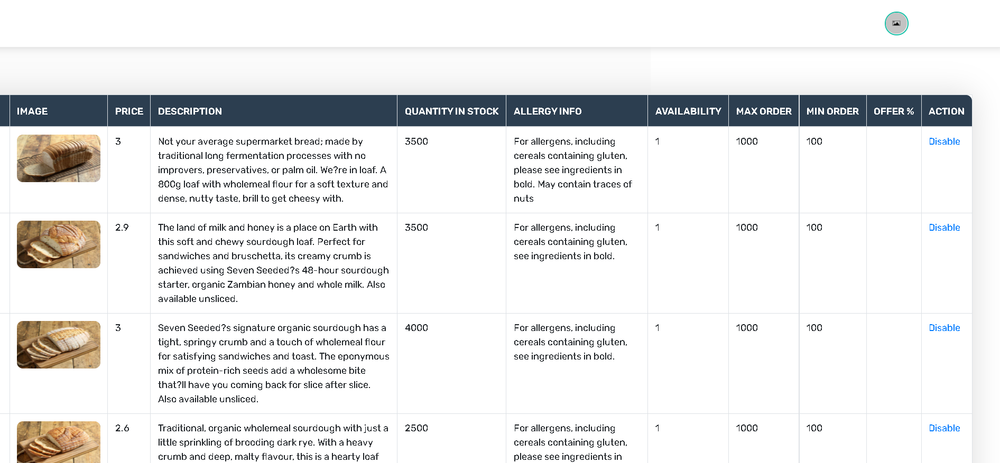 IMAGE PRICE DESCRIPTION QUANTITY IN STOCK ALLERGY INFO AVAILABILITY MAX ORDER MIN ORDER OFFER % ACTION
3
Not your average supermarket bread; made by
traditional long fermentation processes with no
improvers, preservatives, or palm oil. We?re in loaf. A
800g loaf with wholemeal flour for a soft texture and
dense, nutty taste, brill to get cheesy with.
3500
For allergens, including
cereals containing gluten,
please see ingredients in
bold. May contain traces of
nuts
1
1000
100
Disable
2.9
The land of milk and honey is a place on Earth with
this soft and chewy sourdough loaf. Perfect for
sandwiches and bruschetta, its creamy crumb is
achieved using Seven Seeded?s 48-hour sourdough
starter, organic Zambian honey and whole milk. Also
available unsliced.
3500
For allergens, including
cereals containing gluten,
see ingredients in bold.
1
1000
100
Disable
3
Seven Seeded?s signature organic sourdough has a
tight, springy crumb and a touch of wholemeal flour
for satisfying sandwiches and toast. The eponymous
mix of protein-rich seeds add a wholesome bite
that?ll have you coming back for slice after slice.
Also available unsliced.
4000
For allergens, including
cereals containing gluten,
see ingredients in bold.
1
1000
100
Disable
2.6
Traditional, organic wholemeal sourdough with just a
little sprinkling of brooding dark rye. With a heavy
crumb and deep, malty flavour, this is a hearty loaf
2500
For allergens, including
cereals containing gluten,
please see ingredients in
1
1000
100
Disable